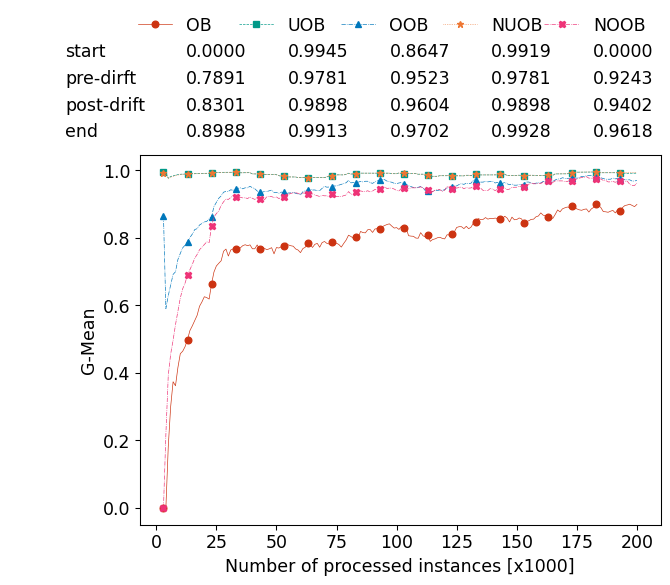 OB UOB OOB NUOB NOOB
start 0.0000 0.9945 0.8647 0.9919 0.0000
pre-dirft 0.7891 0.9781 0.9523 0.9781 0.9243
post-drift 0.8301 0.9898 0.9604 0.9898 0.9402
end 0.8988 0.9913 0.9702 0.9928 0.9618
1.0
0.8
0.6
0.4
0.2
0.0
G-Mean
0 25 50 75 100 125 150 175 200
Number of processed instances [x1000]